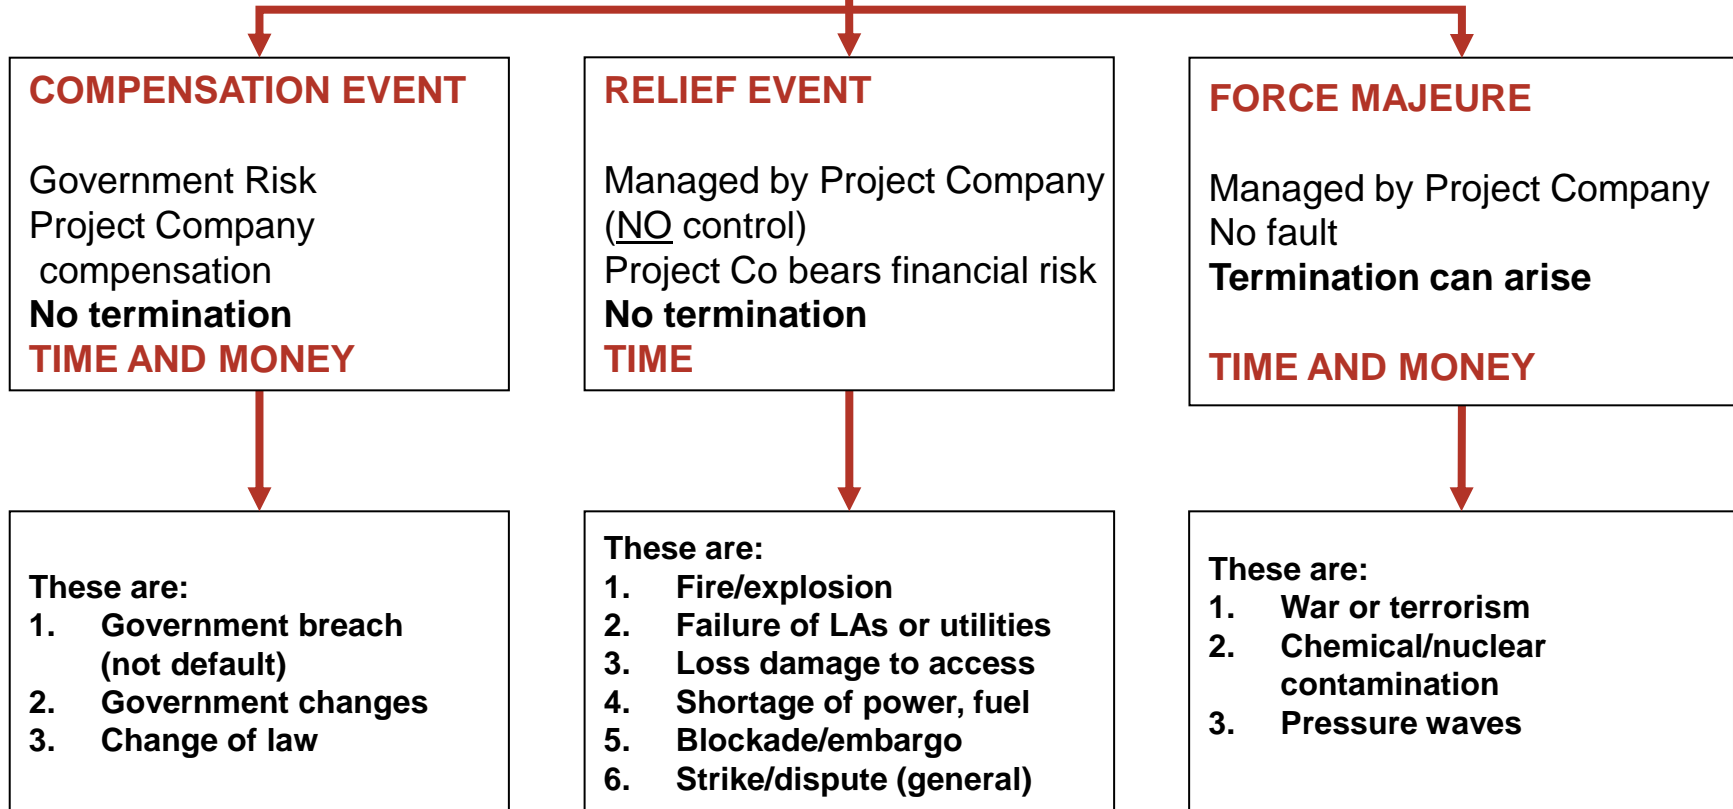 COMPENSATION EVENT
Government Risk
Project Company
compensation
No termination
TIME AND MONEY
RELIEF EVENT
Managed by Project Company
(NO control)
Project Co bears financial risk
No termination
TIME
FORCE MAJEURE
Managed by Project Company
No fault
Termination can arise
TIME AND MONEY
These are:
1. Government breach
(not default)
2. Government changes
3. Change of law
These are:
1. Fire/explosion
2. Failure of LAs or utilities
3. Loss damage to access
4. Shortage of power, fuel
5. Blockade/embargo
6. Strike/dispute (general)
These are:
1. War or terrorism
2. Chemical/nuclear
contamination
3. Pressure waves